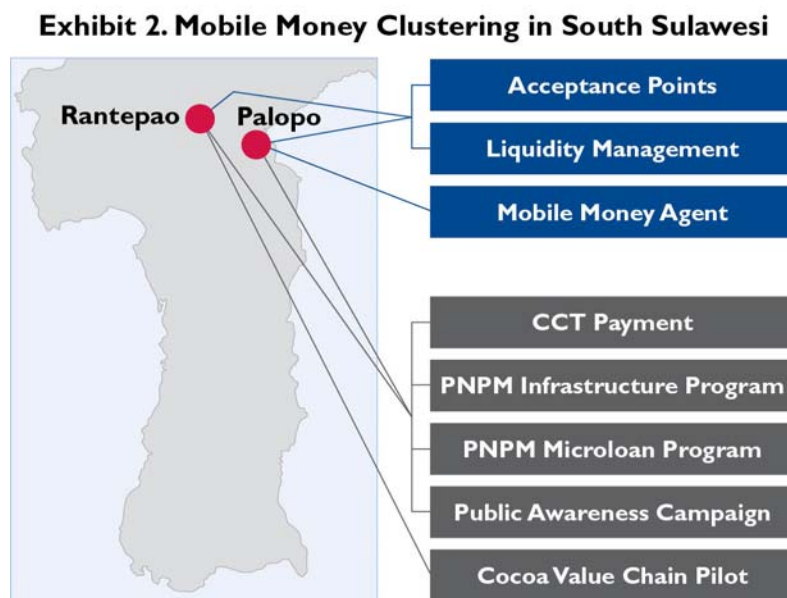 Exhibit 2. Mobile Money Clustering in South Sulawesi
Rantepao
Palopo
Acceptance Points
Liquidity Management
Mobile Money Agent
CCT Payment
PNPM Infrastructure Program
PNPM Microloan Program
Public Awareness Campaign
Cocoa Value Chain Pilot